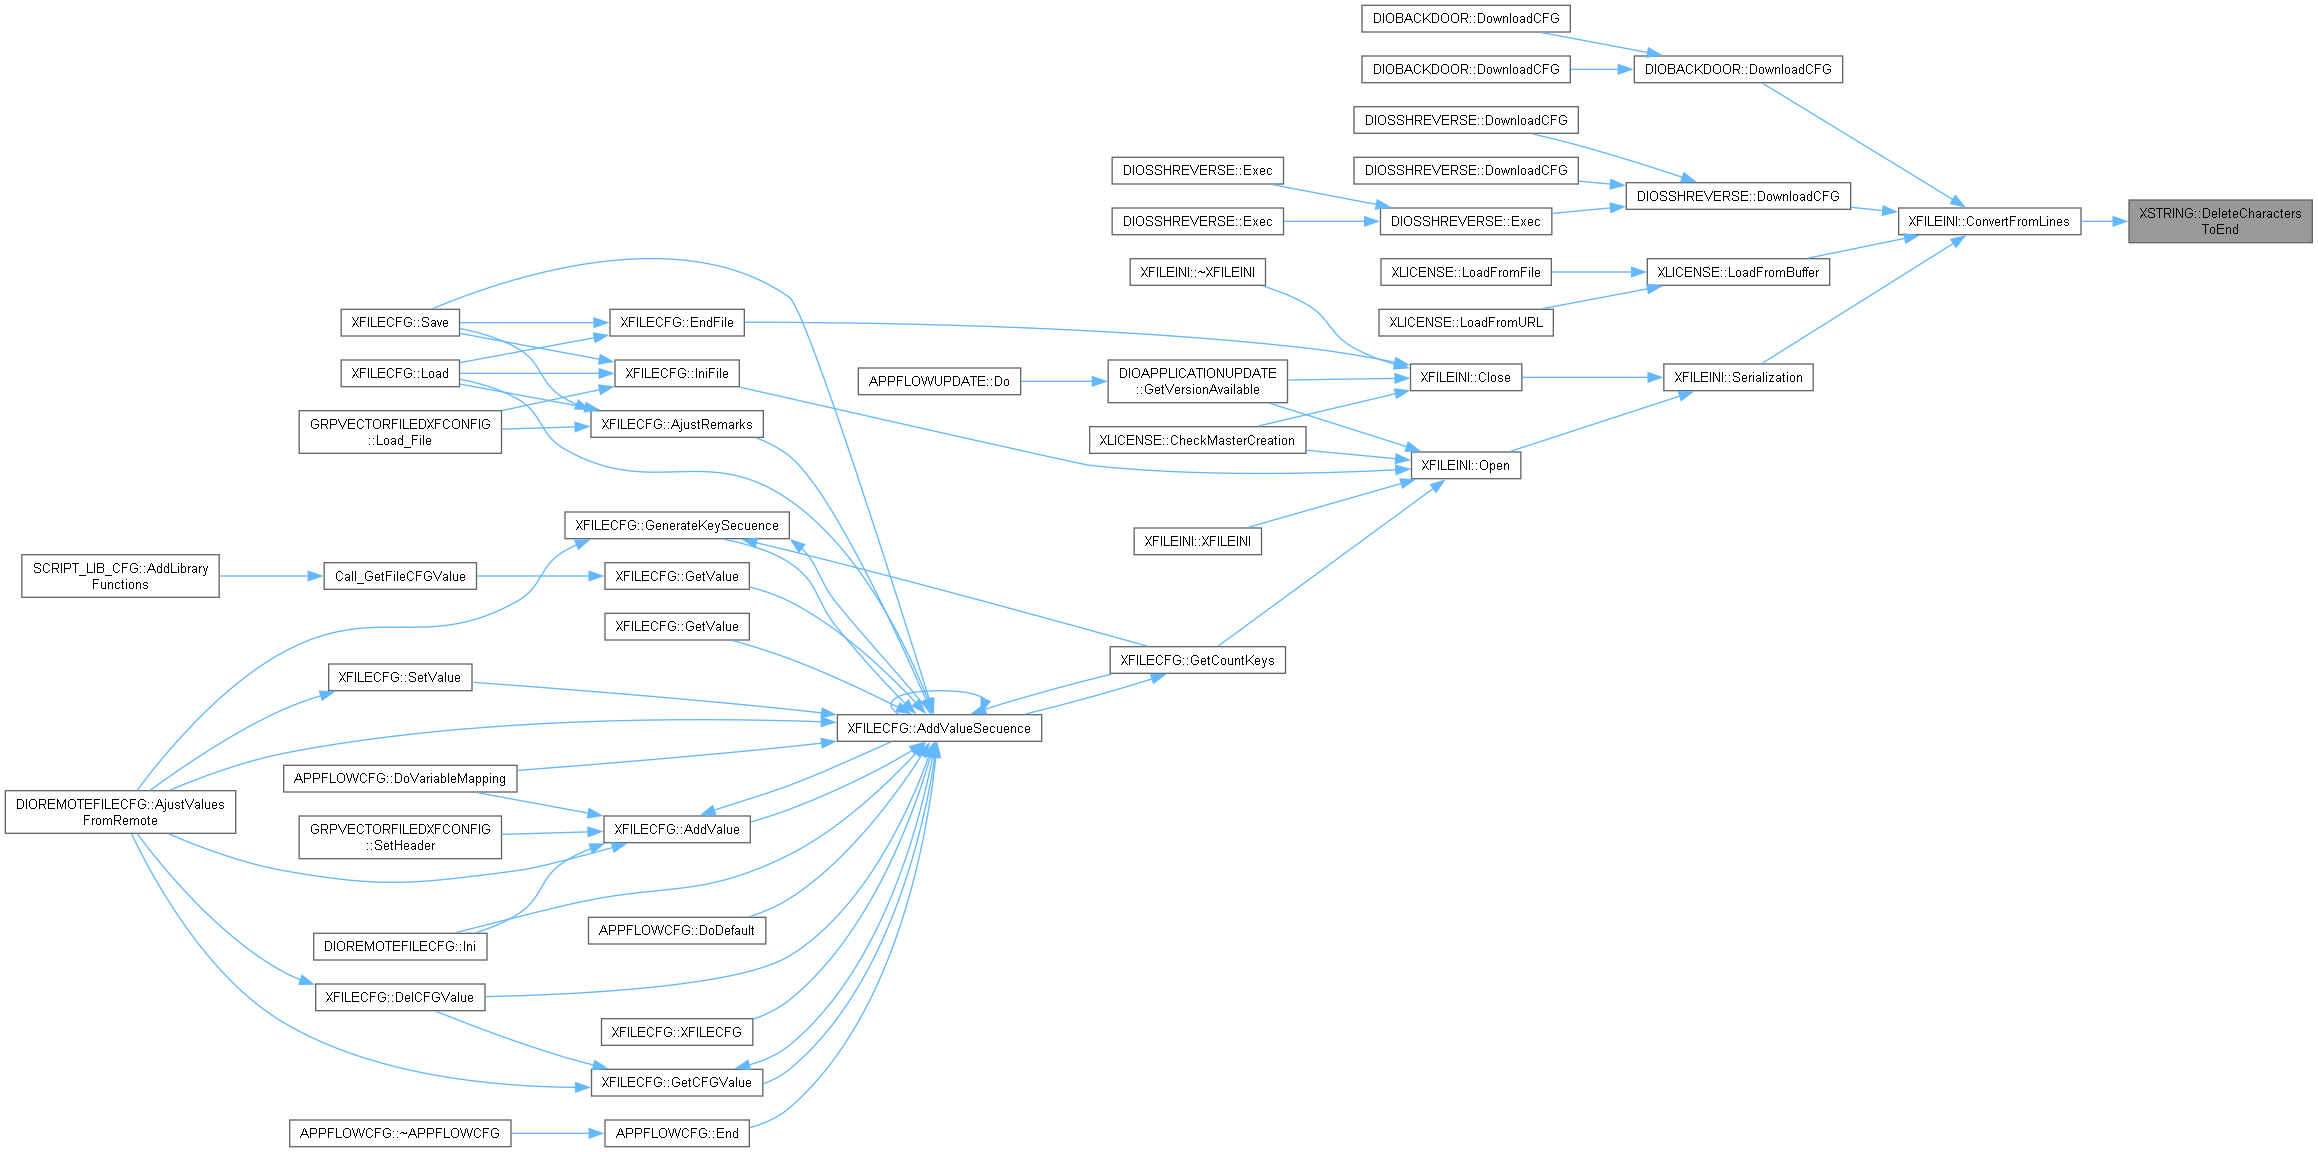 DIOBACKDOOR::DownloadCFG
DIOBACKDOOR::DownloadCFG
DIOBACKDOOR::DownloadCFG
DIOSSHREVERSE::DownloadCFG
DIOSSHREVERSE::Exec
DIOSSHREVERSE::DownloadCFG
DIOSSHREVERSE::DownloadCFG
DIOSSHREVERSE::Exec
DIOSSHREVERSE::Exec
XFILEINI::ConvertFromLines
XSTRING::DeleteCharacters
ToEnd
XFILEINI::~XFILEINI
XLICENSE::LoadFromFile
XLICENSE::LoadFromBuffer
XLICENSE::LoadFromURL
XFILECFG::Save
XFILECFG::EndFile
XFILECFG::Load
XFILECFG::IniFile
APPFLOWUPDATE::Do
DIOAPPLICATIONUPDATE
::GetVersionAvailable
XFILEINI::Close
XFILEINI::Serialization
GRPVECTORFILEDXFCONFIG
::Load_File
XFILECFG::AjustRemarks
XLICENSE::CheckMasterCreation
XFILEINI::Open
XFILECFG::GenerateKeySecuence
XFILEINI::XFILEINI
SCRIPT_LIB_CFG::AddLibrary
Functions
Call_GetFileCFGValue
XFILECFG::GetValue
XFILECFG::GetValue
XFILECFG::SetValue
XFILECFG::GetCountKeys
XFILECFG::AddValueSecuence
APPFLOWCFG::DoVariableMapping
DIOREMOTEFILECFG::AjustValues
FromRemote
GRPVECTORFILEDXFCONFIG
::SetHeader
XFILECFG::AddValue
APPFLOWCFG::DoDefault
DIOREMOTEFILECFG::Ini
XFILECFG::DelCFGValue
XFILECFG::XFILECFG
XFILECFG::GetCFGValue
APPFLOWCFG::~APPFLOWCFG
APPFLOWCFG::End